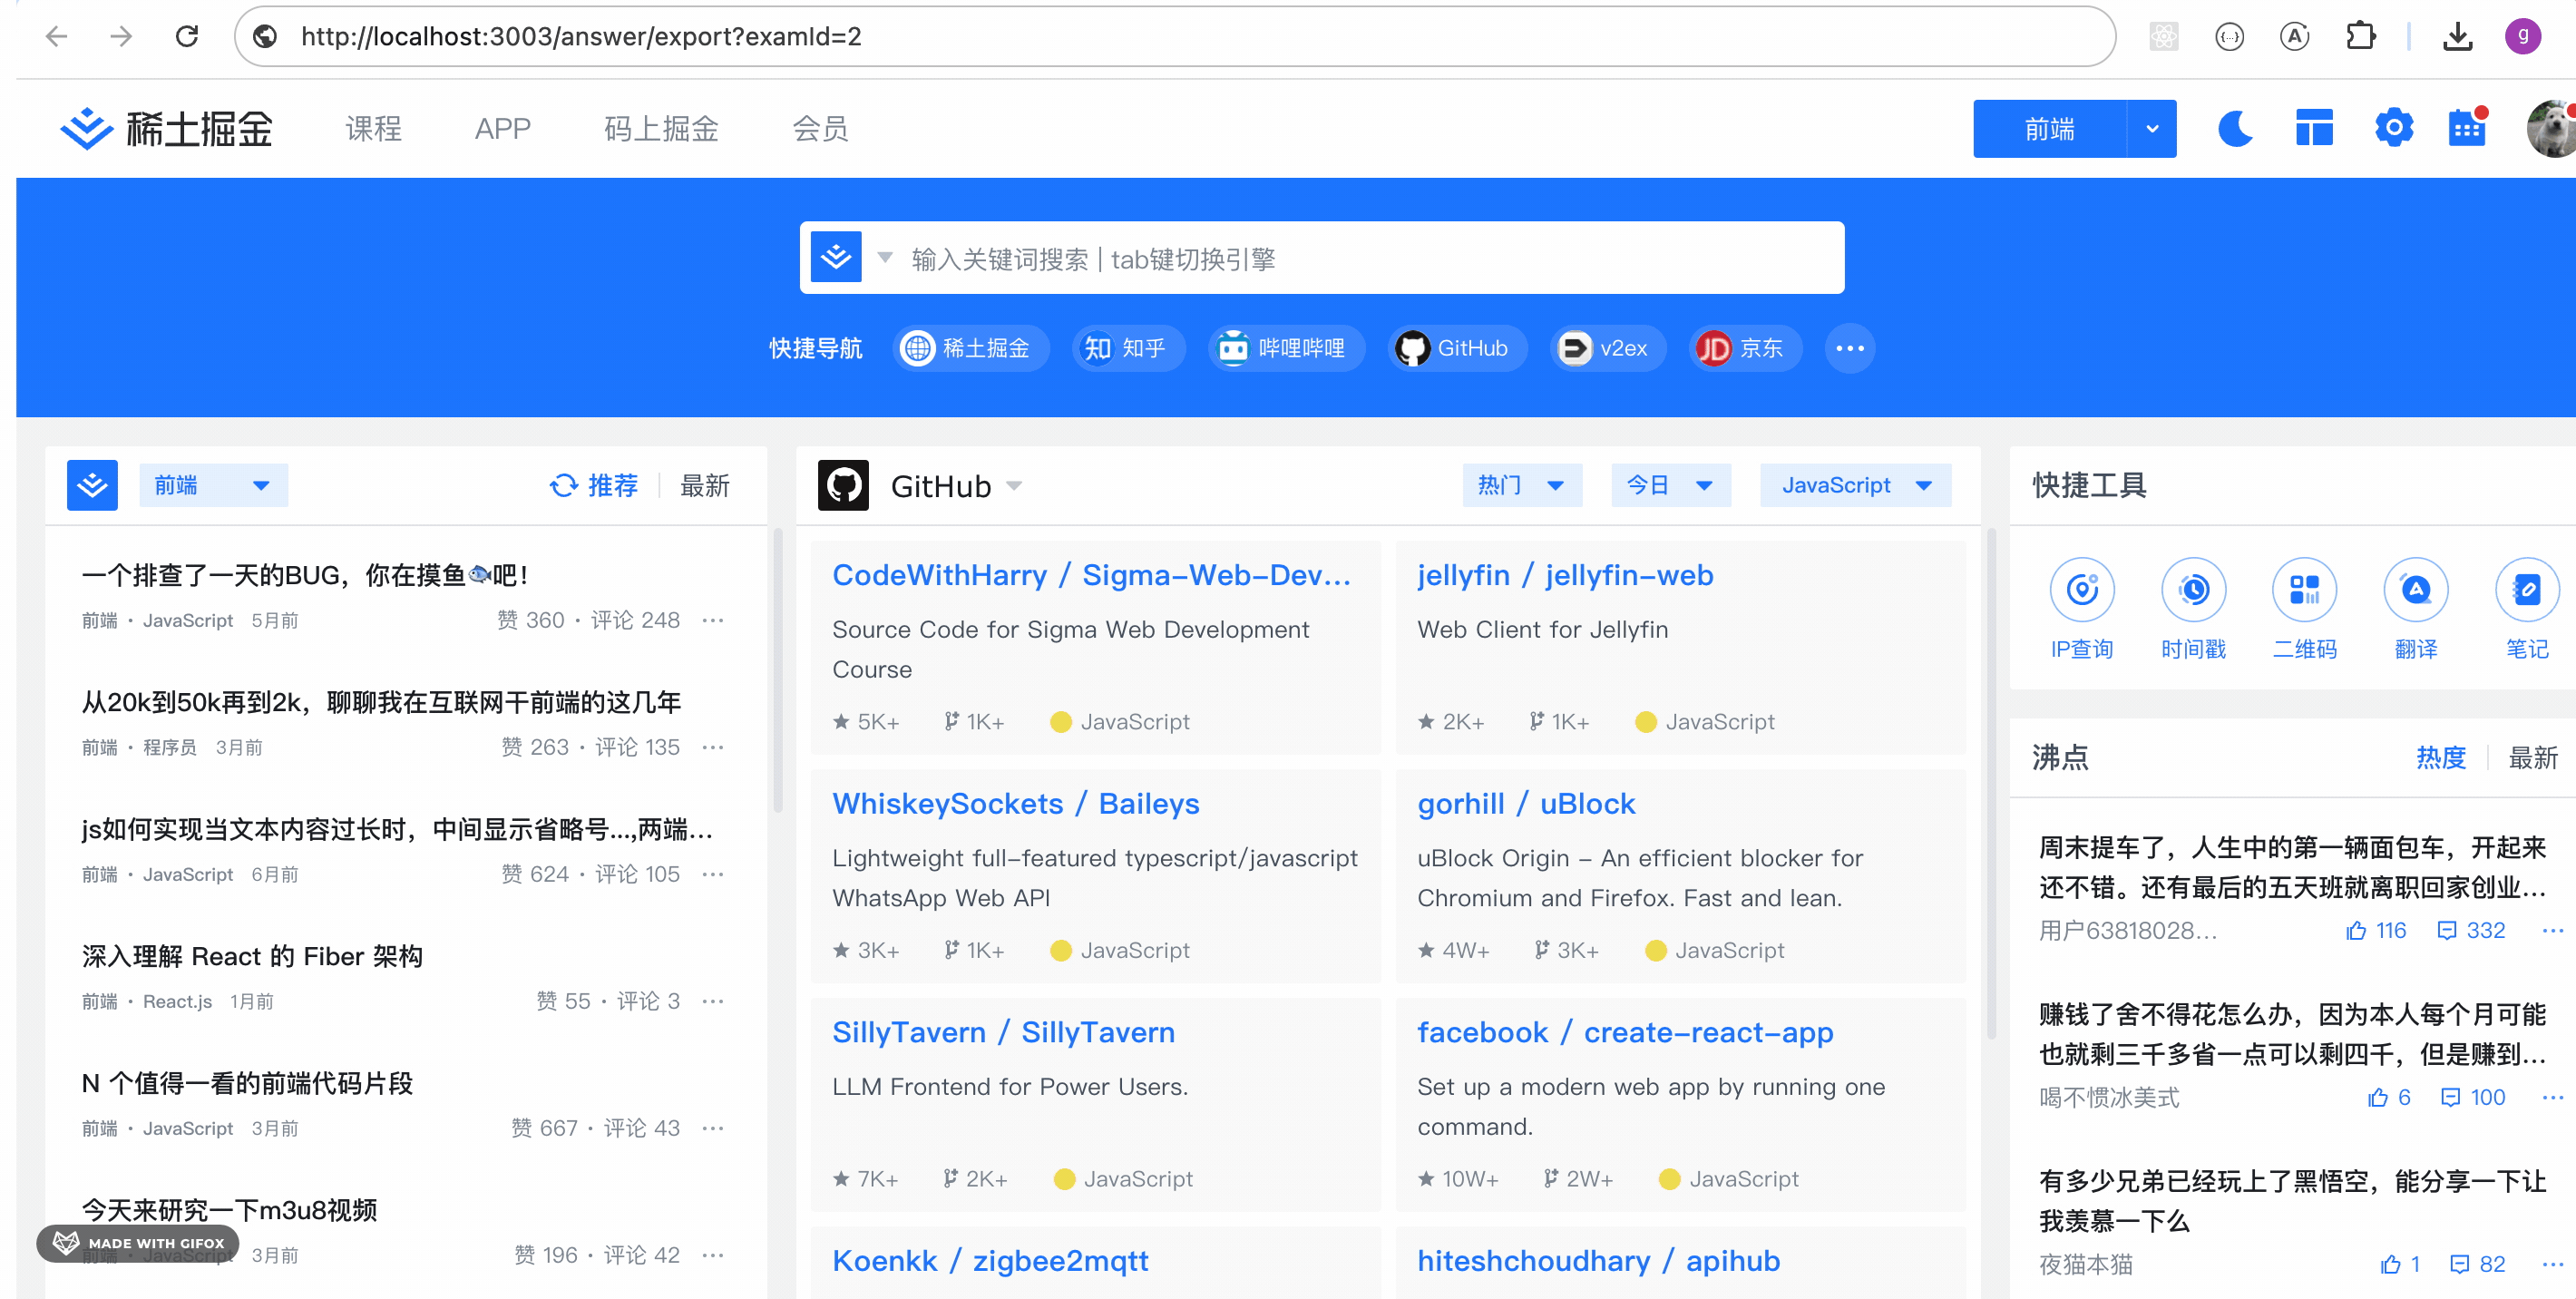 http://localhost:3003/answer/export?examId=2
g
稀土掘金
课程
APP
码上掘金
会员
前端
输入关键词搜索 | tab键切换引擎
快捷导航
稀土掘金
知 知乎
哔哩哔哩
GitHub
v2ex
JD 京东
前端
推荐
最新
一个排查了一天的BUG，你在摸鱼🐟吧！
前端 · JavaScript 5月前
赞 360 · 评论 248
从20k到50k再到2k，聊聊我在互联网干前端的这几年
前端 · 程序员 3月前
赞 263 · 评论 135
js如何实现当文本内容过长时，中间显示省略号...,两端...
前端 · JavaScript 6月前
赞 624 · 评论 105
深入理解 React 的 Fiber 架构
前端 · React.js 1月前
赞 55 · 评论 3
N 个值得一看的前端代码片段
前端 · JavaScript 3月前
赞 667 · 评论 43
今天来研究一下m3u8视频
前端 · JavaScript 3月前
赞 196 · 评论 42
MADE WITH GIFOX
GitHub
热门
今日
JavaScript
CodeWithHarry / Sigma-Web-Dev...
Source Code for Sigma Web Development
Course
5K+ 1K+ JavaScript
jellyfin / jellyfin-web
Web Client for Jellyfin
2K+ 1K+ JavaScript
WhiskeySockets / Baileys
Lightweight full-featured typescript/javascript
WhatsApp Web API
3K+ 1K+ JavaScript
gorhill / uBlock
uBlock Origin - An efficient blocker for
Chromium and Firefox. Fast and lean.
4W+ 3K+ JavaScript
SillyTavern / SillyTavern
LLM Frontend for Power Users.
7K+ 2K+ JavaScript
facebook / create-react-app
Set up a modern web app by running one
command.
10W+ 2W+ JavaScript
Koenkk / zigbee2mqtt
hiteshchoudhary / apihub
快捷工具
IP查询
时间戳
二维码
翻译
笔记
沸点
热度
最新
周末提车了，人生中的第一辆面包车，开起来
还不错。还有最后的五天班就离职回家创业...
用户63818028...
116 332
赚钱了舍不得花怎么办，因为本人每个月可能
也就剩三千多省一点可以剩四千，但是赚到...
喝不惯冰美式
6 100
有多少兄弟已经玩上了黑悟空，能分享一下让
我羡慕一下么
夜猫本猫
1 82